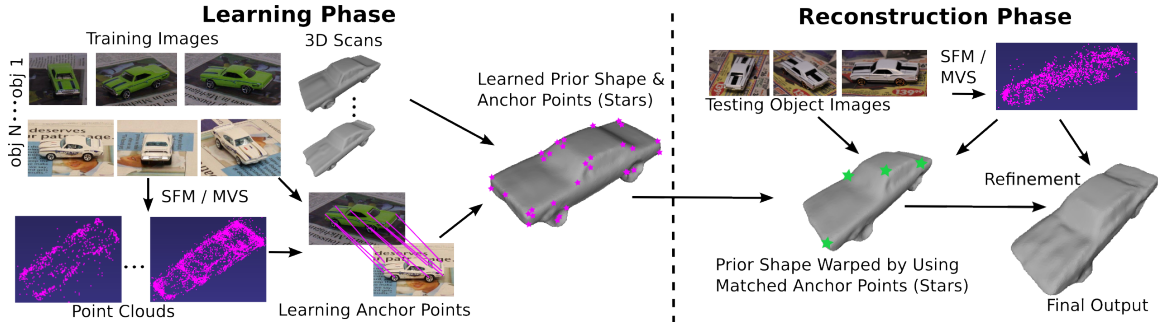 Learning Phase
Training Images
3D Scans
obj 1
obj N
Learned Prior Shape &
Anchor Points (Stars)
SFM / MVS
Point Clouds
deserves
Learning Anchor Points
Reconstruction Phase
SFM /
MVS
Testing Object Images
Refinement
Prior Shape Warped by Using
Matched Anchor Points (Stars)
Final Output